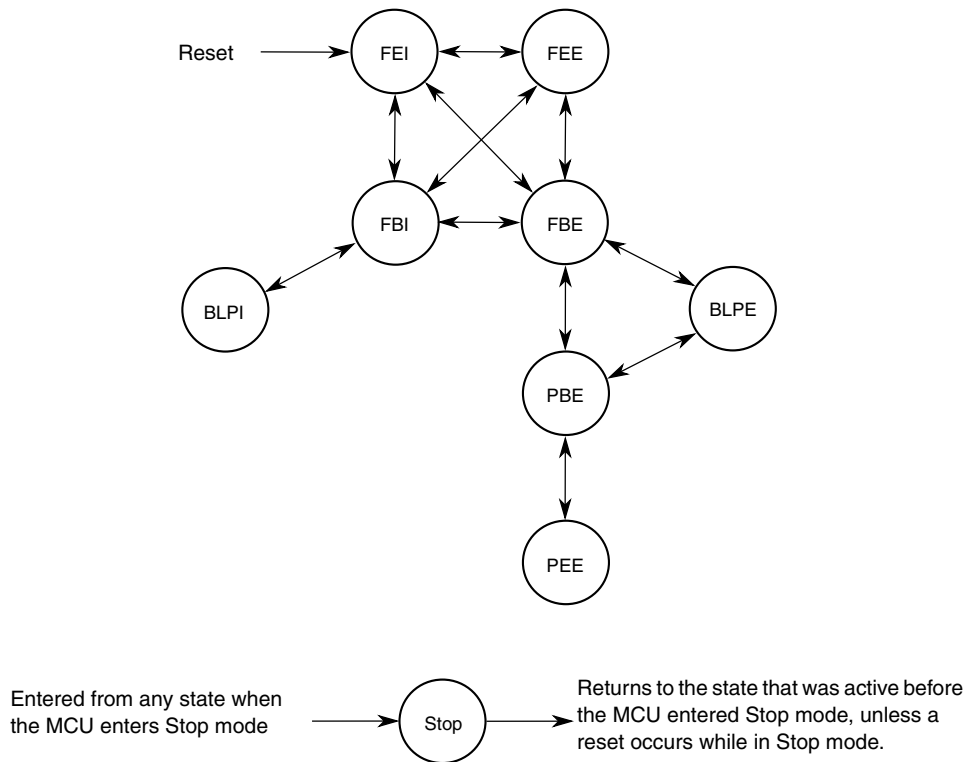 Reset
FEI
FEE
FBI
FBE
BLPI
BLPE
PBE
PEE
Entered from any state when
the MCU enters Stop mode
Stop
Returns to the state that was active before
the MCU entered Stop mode, unless a
reset occurs while in Stop mode.